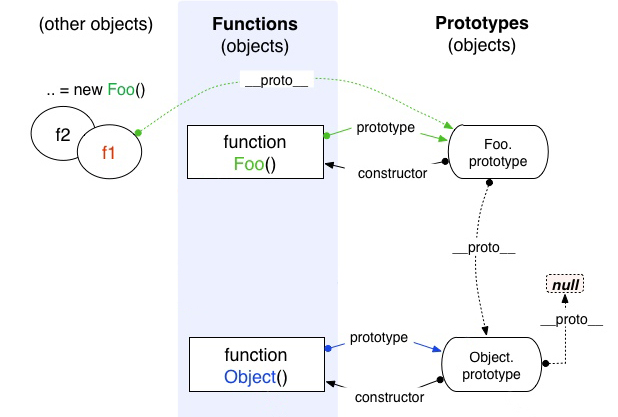 (other objects)
Functions
(objects)
Prototypes
(objects)
__proto__
.. = new Foo()
f2
f1
function
Foo()
prototype
constructor
Foo.
prototype
__proto__
null
__proto__
function
Object()
prototype
constructor
Object.
prototype